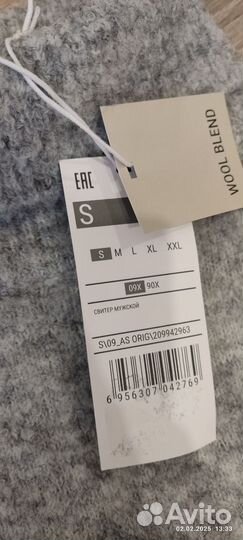 WOOL BLEND
EAC
S
S M L XL XXL
09X 90X
СВИТЕР МУЖСКОЙ
S\09_AS ORIG\209942963
6 956307 042769
Avito
02.02.2025 13:33